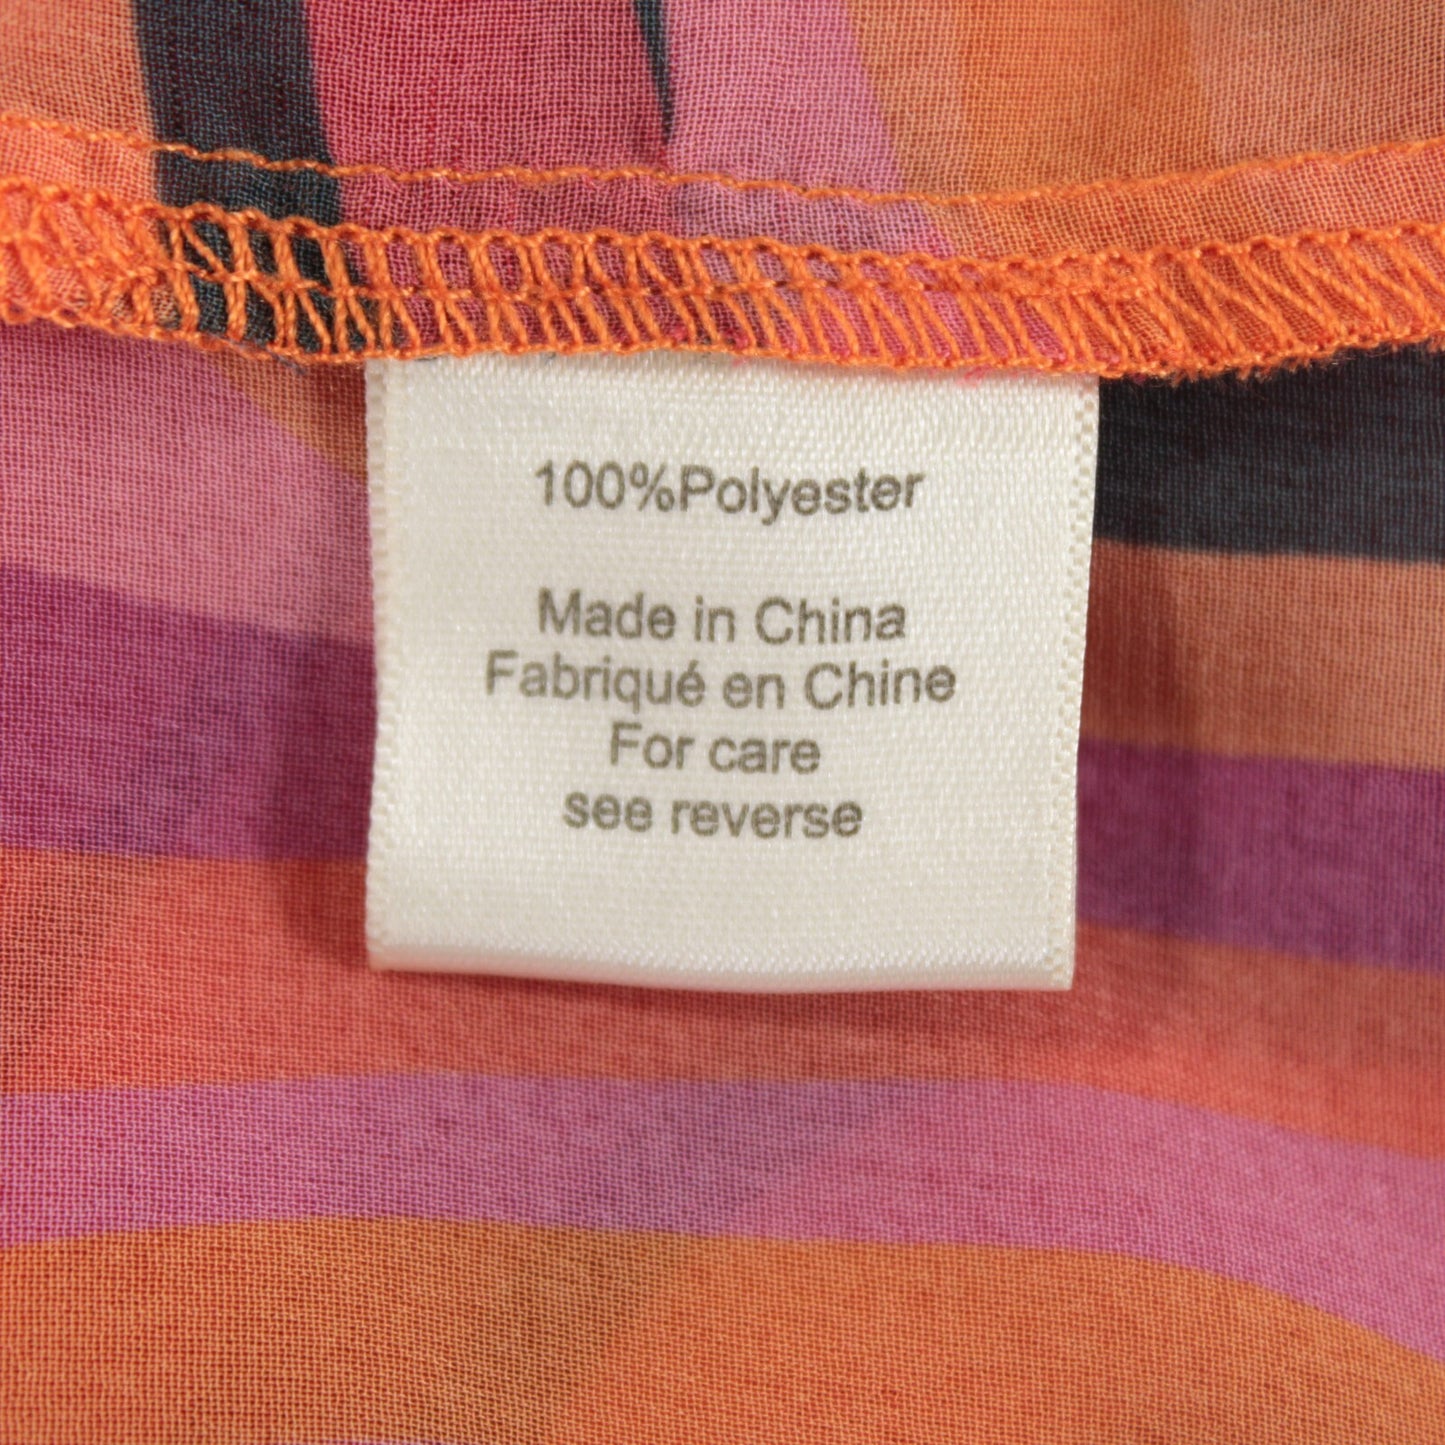 100%Polyester
Made in China
Fabriqué en Chine
For care
see reverse